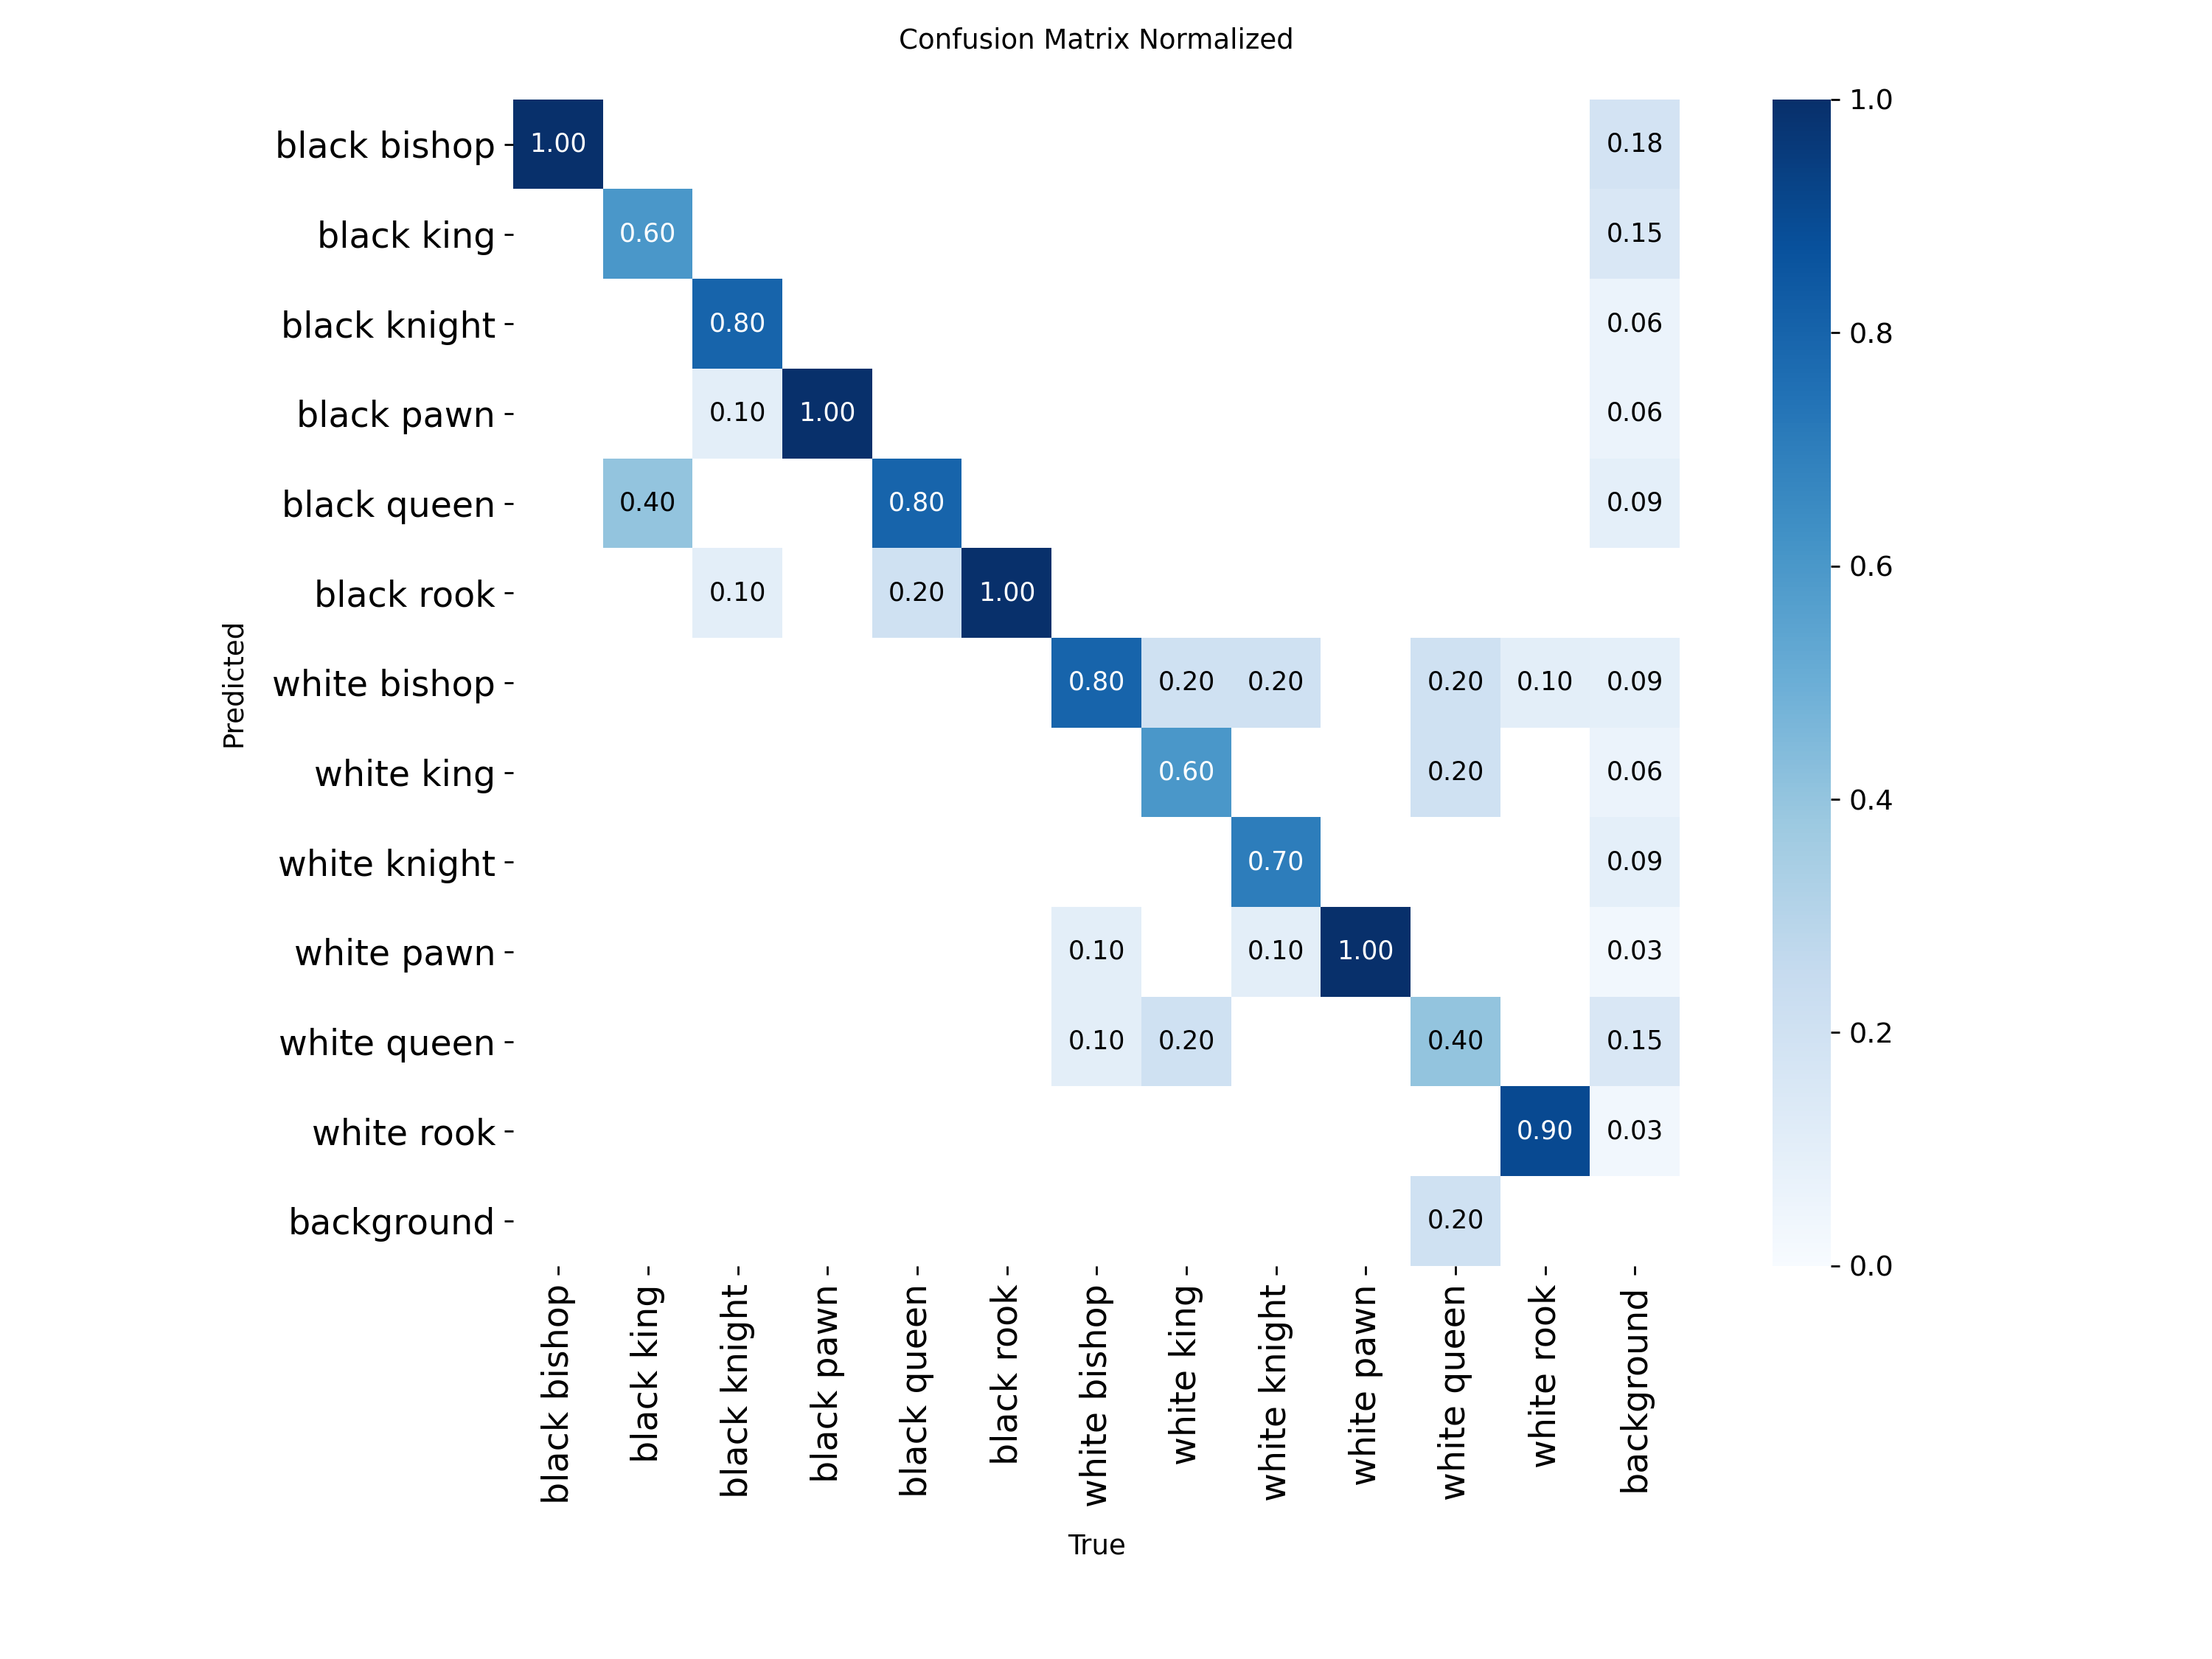 Confusion Matrix Normalized
black bishop 1.00 0.18 1.0
black king 0.60 0.15
black knight 0.80 0.06 0.8
black pawn 0.10 1.00 0.06
black queen 0.40 0.80 0.09
black rook 0.10 0.20 1.00 0.6
Predicted
white bishop 0.80 0.20 0.20 0.20 0.10 0.09
white king 0.60 0.20 0.06 0.4
white knight 0.70 0.09
white pawn 0.10 0.10 1.00 0.03
white queen 0.10 0.20 0.40 0.15 0.2
white rook 0.90 0.03
background 0.20 0.0
black bishop
black king
black knight
black pawn
black queen
black rook
white bishop
white king
white knight
white pawn
white queen
white rook
background
True